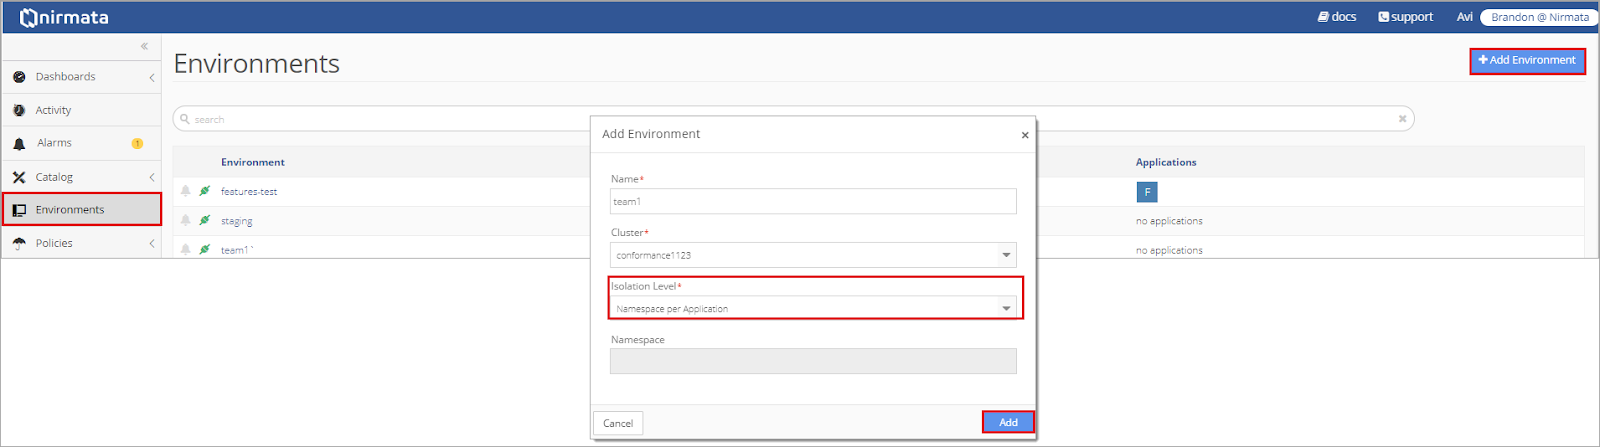 nirmata
docs support Avi Brandon @ Nirmata
«
Dashboards
Activity
Alarms 1
Catalog
Environments
Policies
Environments
+ Add Environment
search
Environment Applications
features-test F
staging no applications
team1` no applications
Add Environment ×
Name*
team1
Cluster*
conformance1123
Isolation Level*
Namespace per Application
Namespace
Cancel Add